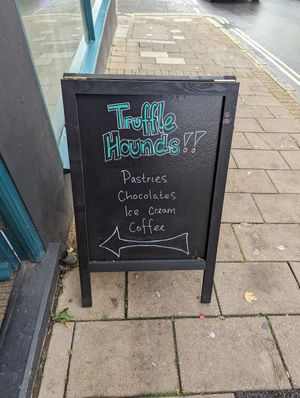 Truffle
Hounds!!
Pastries
Chocolates
Ice Cream
Coffee